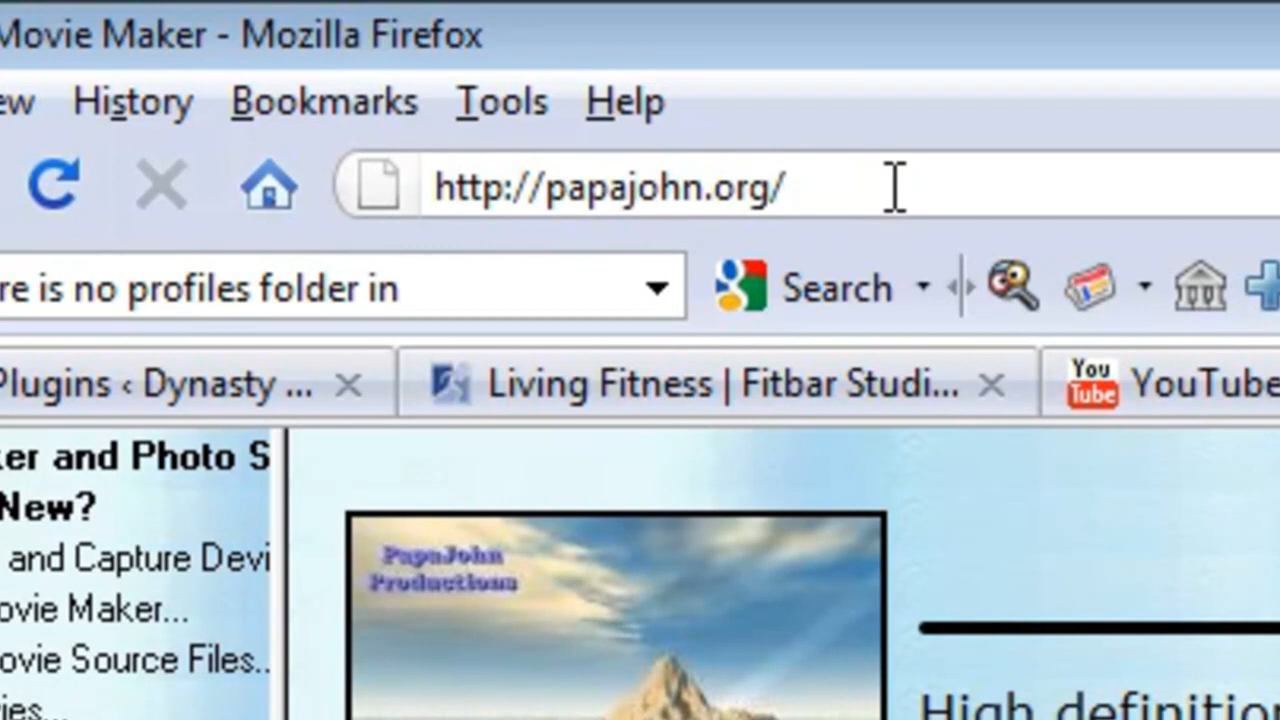 Movie Maker - Mozilla Firefox
ew History Bookmarks Tools Help
http://papajohn.org/
re is no profiles folder in
Search
Plugins ‹ Dynasty ...
Living Fitness | Fitbar Studi...
You Tube YouTube
ker and Photo S
New?
and Capture Devi
ovie Maker...
ovie Source Files..
ies...
PapaJohn
Productions
High definition